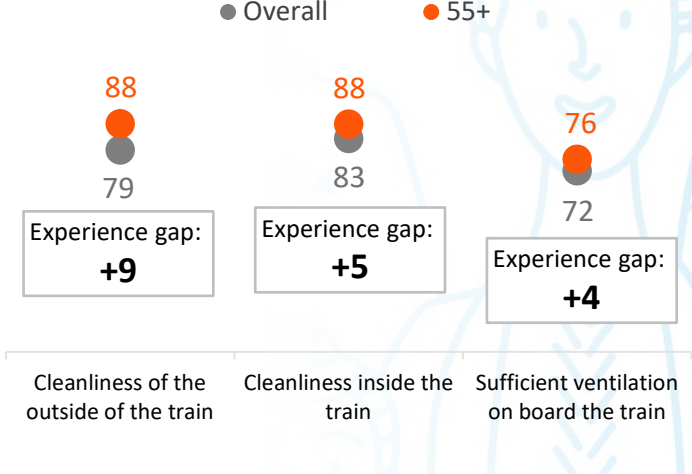 Overall 55+
88 88 76
79 83 72
Experience gap: Experience gap: Experience gap:
+9 +5 +4
Cleanliness of the Cleanliness inside the Sufficient ventilation
outside of the train train on board the train